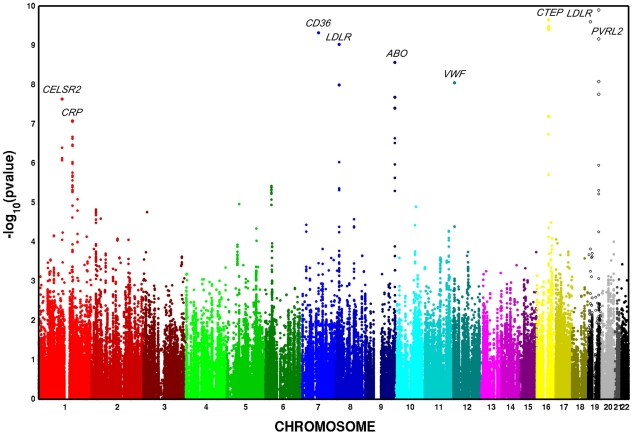 10
9
8
7
6
5
4
3
2
1
0
-log10(pvalue)
CELSR2
CRP
CD36
LDLR
ABO
VWF
CTEP
LDLR
PVRL2
1 2 3 4 5 6 7 8 9 10 11 12 13 14 15 16 17 18 19 20 21 22
CHROMOSOME